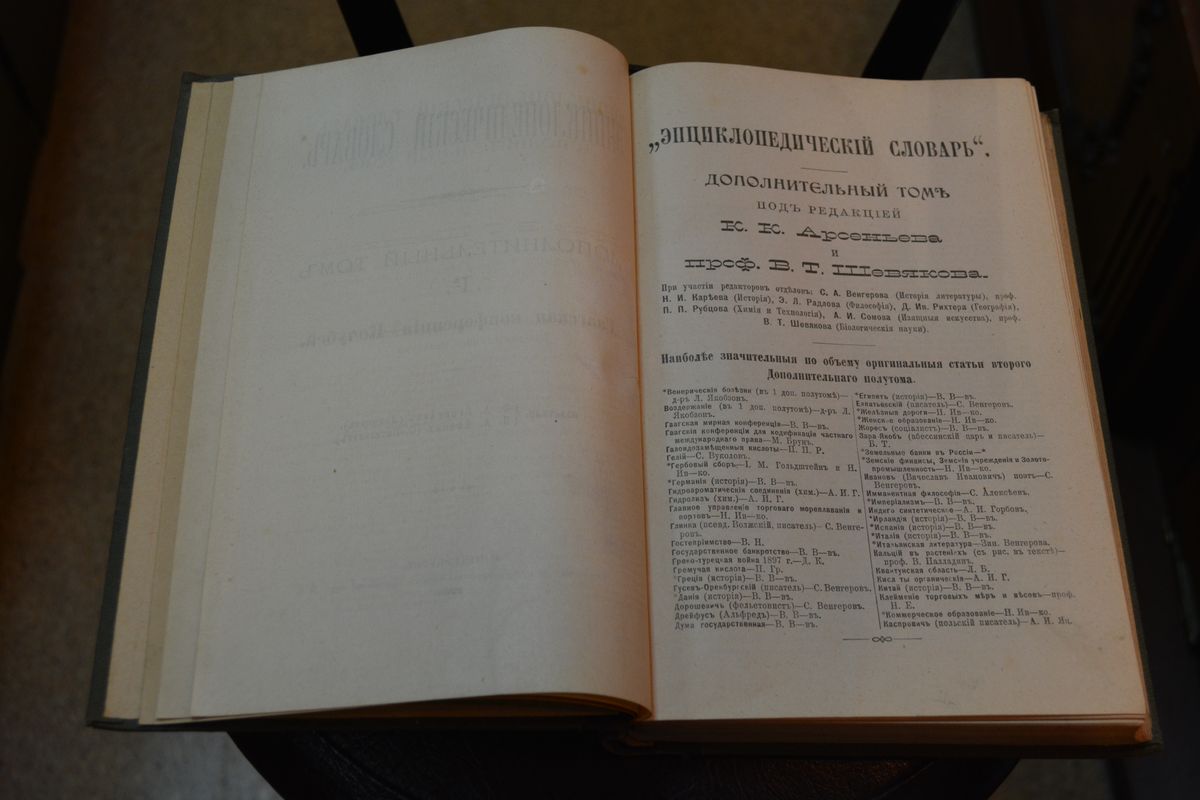 „ЭНЦИКЛОПЕДИЧЕСКІЙ СЛОВАРЬ“.
ДОПОЛНИТЕЛЬНЫЙ ТОМЪ
ПОДЪ РЕДАКЦІЕЙ
К. К. Арсеньева
И
проф. В. Т. Шевякова.
При участіи редакторовъ отдѣловъ: С. А. Венгерова (Исторія литературы), проф.
Н. И. Карѣева (Исторія), Э. Л. Радлова (Философія), Д. Ив. Рихтера (Географія),
П. П. Рубцова (Химія и Технологія), А. И. Сомова (Изящныя искусства), проф.
В. Т. Шевякова (Біологическія науки).
Наиболѣе значительныя по объему оригинальныя статьи второго
Дополнительнаго полутома.
*Венерическія болѣзни (въ 1 доп. полутомѣ)—
д-ръ Л. Якобзонъ.
Воздержаніе (въ 1 доп. полутомѣ)—д-ръ Л.
Якобзонъ.
Гаагская мирная конференція—В. В—въ.
Гаагскія конференціи для кодификаціи частнаго
международнаго права—М. Брунъ.
Галоидозамѣщенныя кислоты—П. П. Р.
Гелій—С. Вуколовъ.
*Гербовый сборъ—І. М. Гольдштейнъ и Н.
Ив—ко.
*Германія (исторія)—В. В—въ.
Гидроароматическія соединенія (хим.)—А. И. Г.
Гидролизъ (хим.)—А. И. Г.
Главное управленіе торговаго мореплаванія и
портовъ—Н. Ив—ко.
Глинка (псевд. Волжскій, писатель)—С. Венге-
ровъ.
Гостепріимство—В. Н.
Государственное банкротство—В. В—въ.
Греко-турецкая война 1897 г.—Д. К.
Гремучая кислота—П. Гр.
*Греція (исторія)—В. В—въ.
Гусевъ-Оренбургскій (писатель)—С. Венгеровъ.
*Данія (исторія)—В. В—въ.
Дорошевичъ (фельетонистъ)—С. Венгеровъ.
Дрейфусъ (Альфредъ)—В. В—въ.
Дума государственная—В. В—въ.
*Египетъ (исторія)—В. В—въ.
Елпатьевскій (писатель)—С. Венгеровъ.
*Желѣзныя дороги—Н. Ив—ко.
*Женское образованіе—Н. Ив—ко.
Жоресъ (соціалистъ)—В. В—въ.
Зара-Якобъ (абессинскій царь и писатель)—
Б. Т.
*Земельные банки въ Россіи—*
*Земскіе финансы, Земскія учрежденія и Золото-
промышленность—Н. Ив—ко.
Ивановъ (Вячеславъ Ивановичъ) поэтъ—С.
Венгеровъ.
Имманентная философія—С. Алексѣевъ.
*Имперіализмъ—В. В—въ.
Индиго синтетическое—А. И. Горбовъ.
*Ирландія (исторія)—В. В—въ.
*Испанія (исторія)—В. В—въ.
*Италія (исторія)—В. В—въ.
*Итальянская литература—Зин. Венгерова.
Кальцій въ растеніяхъ (съ рис. въ текстѣ)—
проф. В. Палладинъ.
Квантунская область—Л. Б.
Кислоты органическія—А. И. Г.
Китай (исторія)—В. В—въ.
Клейменіе торговыхъ мѣръ и вѣсовъ—проф.
Н. Е.
*Коммерческое образованіе—Н. Ив—ко.
Каспровичъ (польскій писатель)—А. И. Яц.